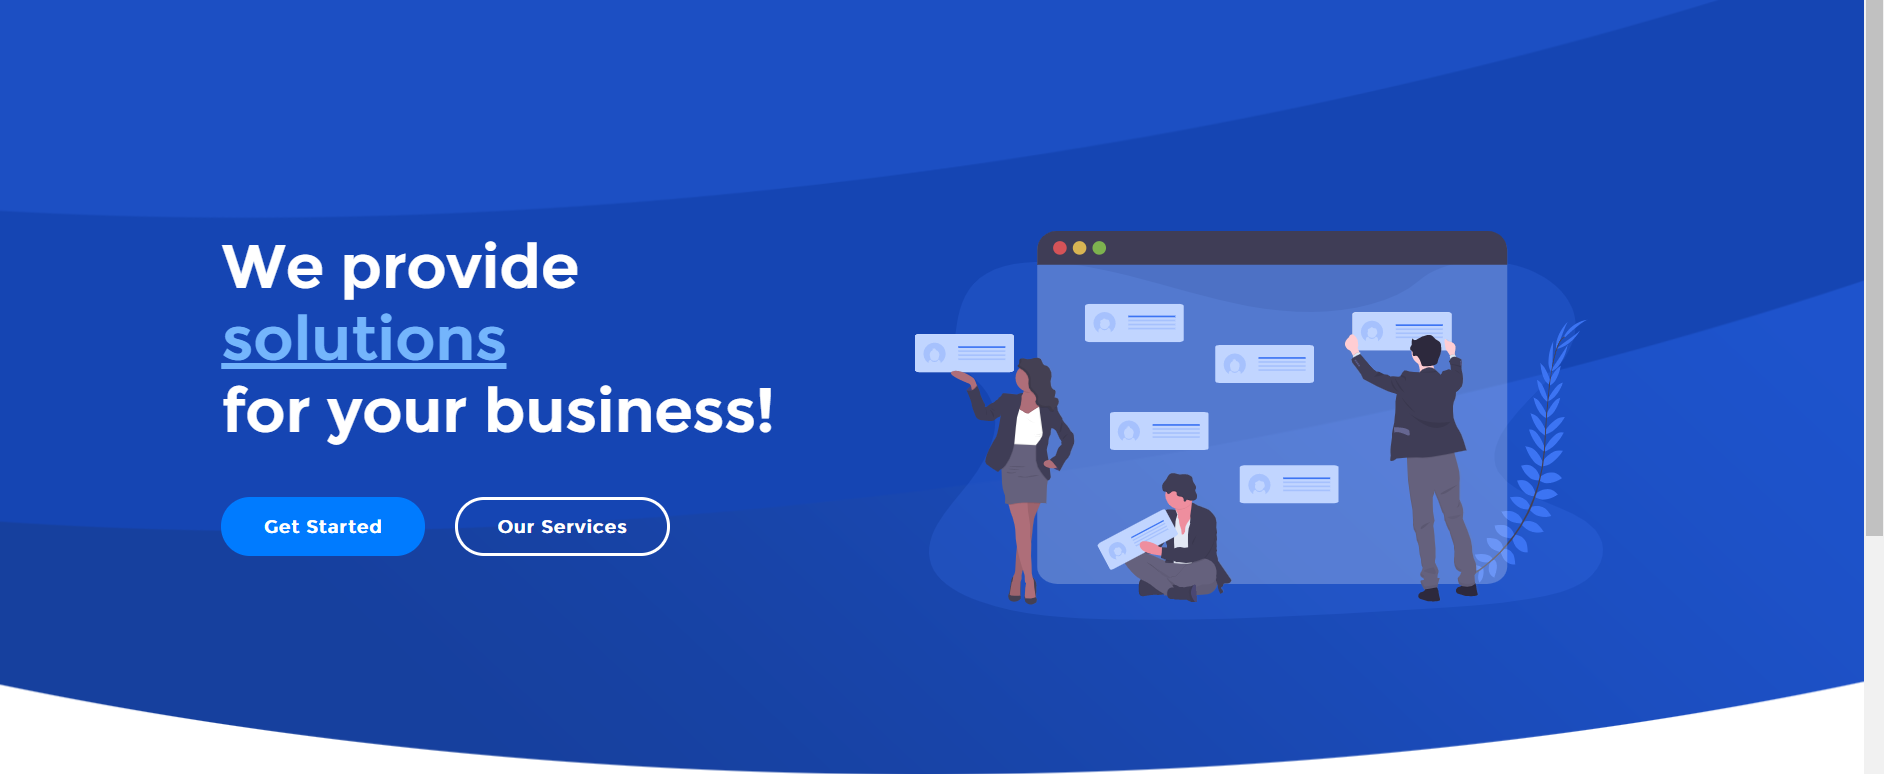 We provide
solutions
for your business!
Get Started
Our Services